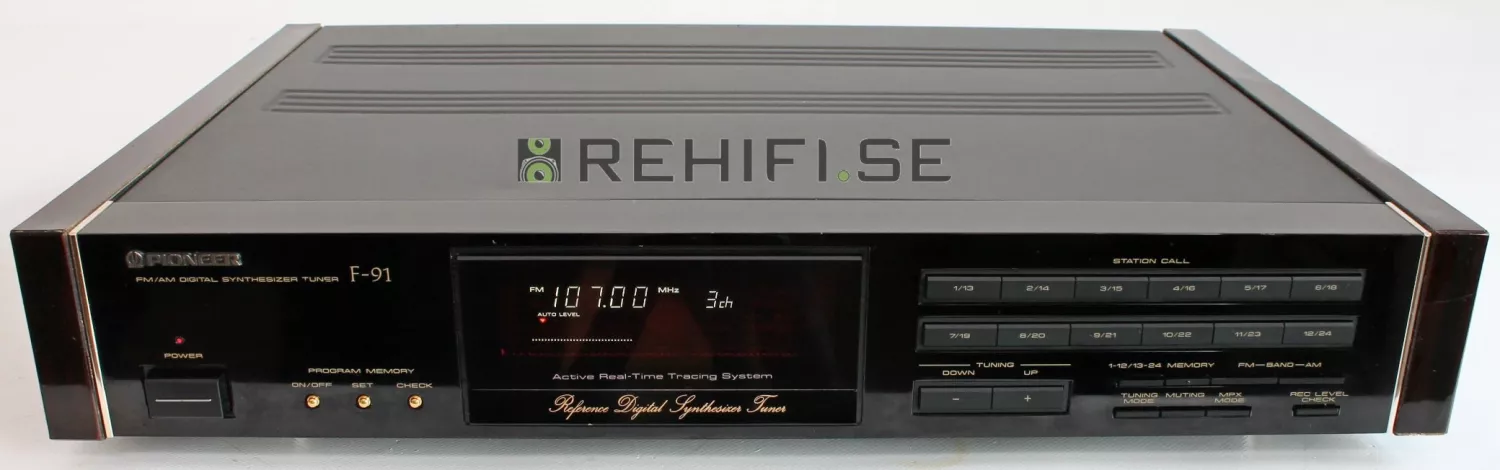 REHIFI.SE
PIONEER
FM/AM DIGITAL SYNTHESIZER TUNER F-91
POWER
PROGRAM MEMORY
ON/OFF SET CHECK
FM 107.00 MHz 3ch
AUTO LEVEL
Active Real-Time Tracing System
Reference Digital Synthesizer Tuner
STATION CALL
1/13 2/14 3/15 4/16 5/17 6/18
7/19 8/20 9/21 10/22 11/23 12/24
TUNING
DOWN UP
- +
1-12/13-24 MEMORY FM—BAND—AM
TUNING MUTING MPX REC LEVEL
MODE MODE CHECK